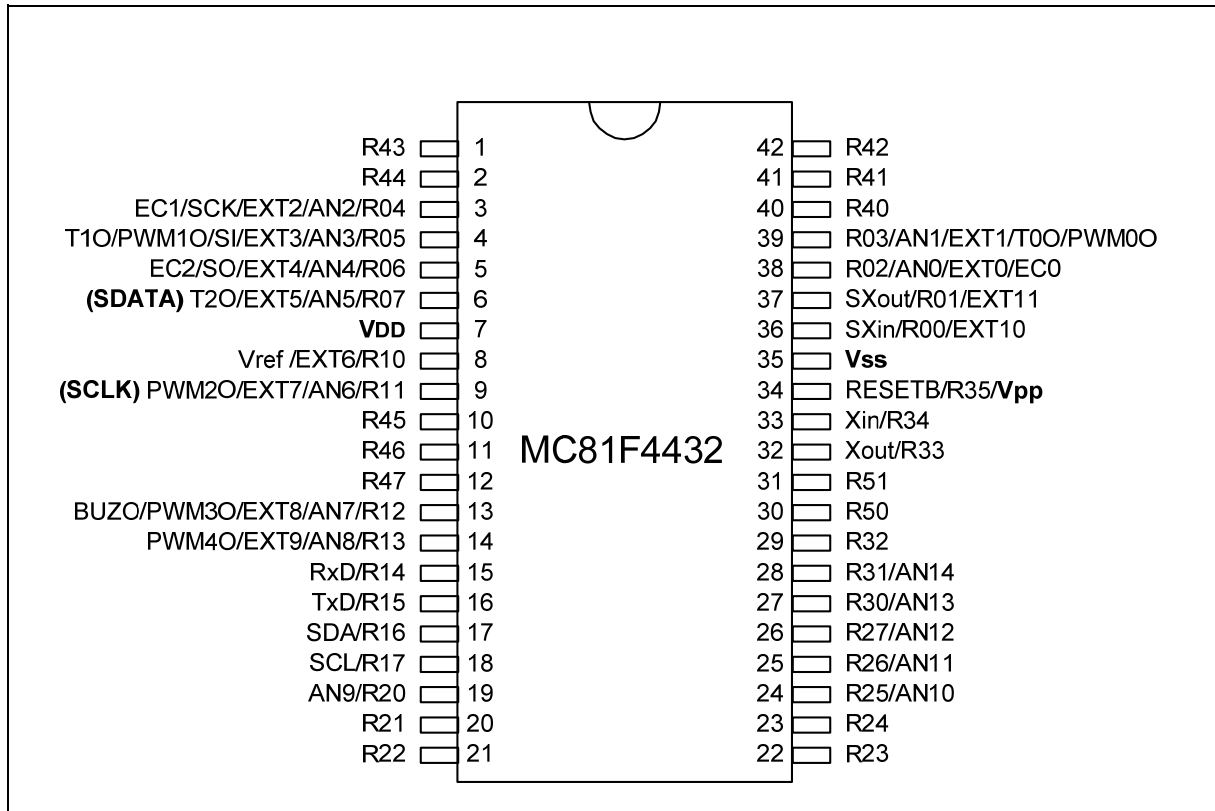 R43 1 42 R42
R44 2 41 R41
EC1/SCK/EXT2/AN2/R04 3 40 R40
T1O/PWM1O/SI/EXT3/AN3/R05 4 39 R03/AN1/EXT1/T0O/PWM0O
EC2/SO/EXT4/AN4/R06 5 38 R02/AN0/EXT0/EC0
(SDATA) T2O/EXT5/AN5/R07 6 37 SXout/R01/EXT11
VDD 7 36 SXin/R00/EXT10
Vref /EXT6/R10 8 35 Vss
(SCLK) PWM2O/EXT7/AN6/R11 9 34 RESETB/R35/Vpp
R45 10 33 Xin/R34
R46 11 32 Xout/R33
MC81F4432
R47 12 31 R51
BUZO/PWM3O/EXT8/AN7/R12 13 30 R50
PWM4O/EXT9/AN8/R13 14 29 R32
RxD/R14 15 28 R31/AN14
TxD/R15 16 27 R30/AN13
SDA/R16 17 26 R27/AN12
SCL/R17 18 25 R26/AN11
AN9/R20 19 24 R25/AN10
R21 20 23 R24
R22 21 22 R23